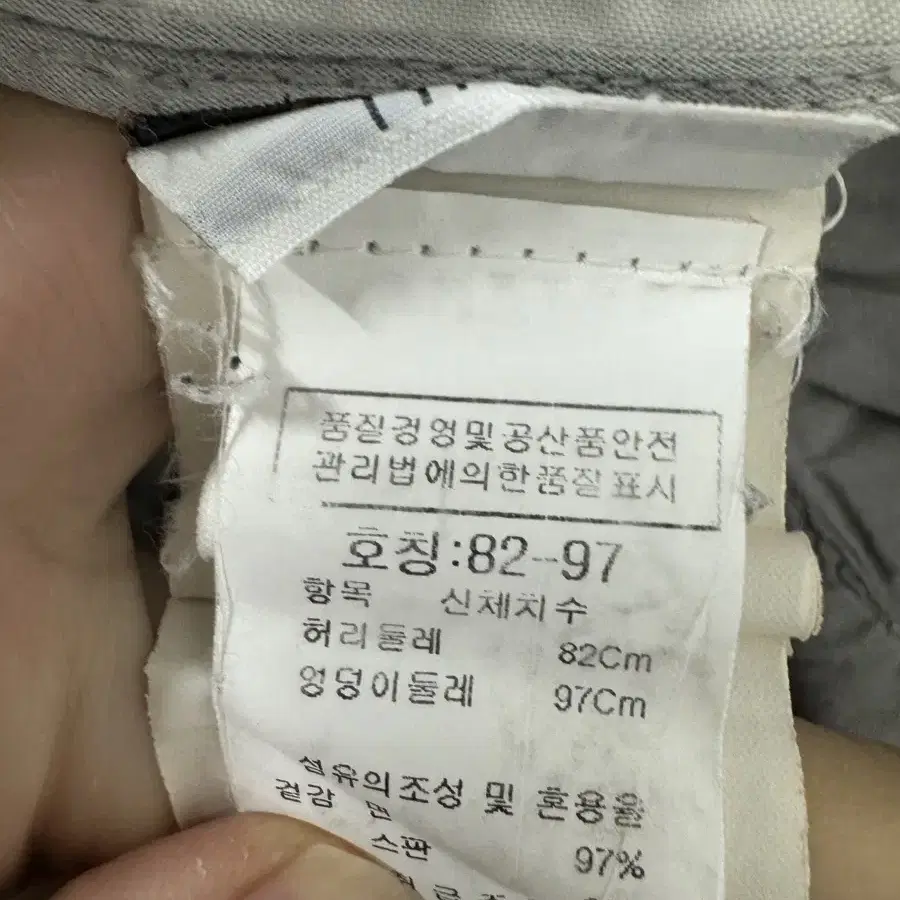 품질겅영및공산품안전
관리법에의한품질표시
호칭:82-97
항목 신체치수
허리둘레 82Cm
엉덩이둘레 97Cm
섬유의조성 및 혼용율
겉감 면 97%
스판